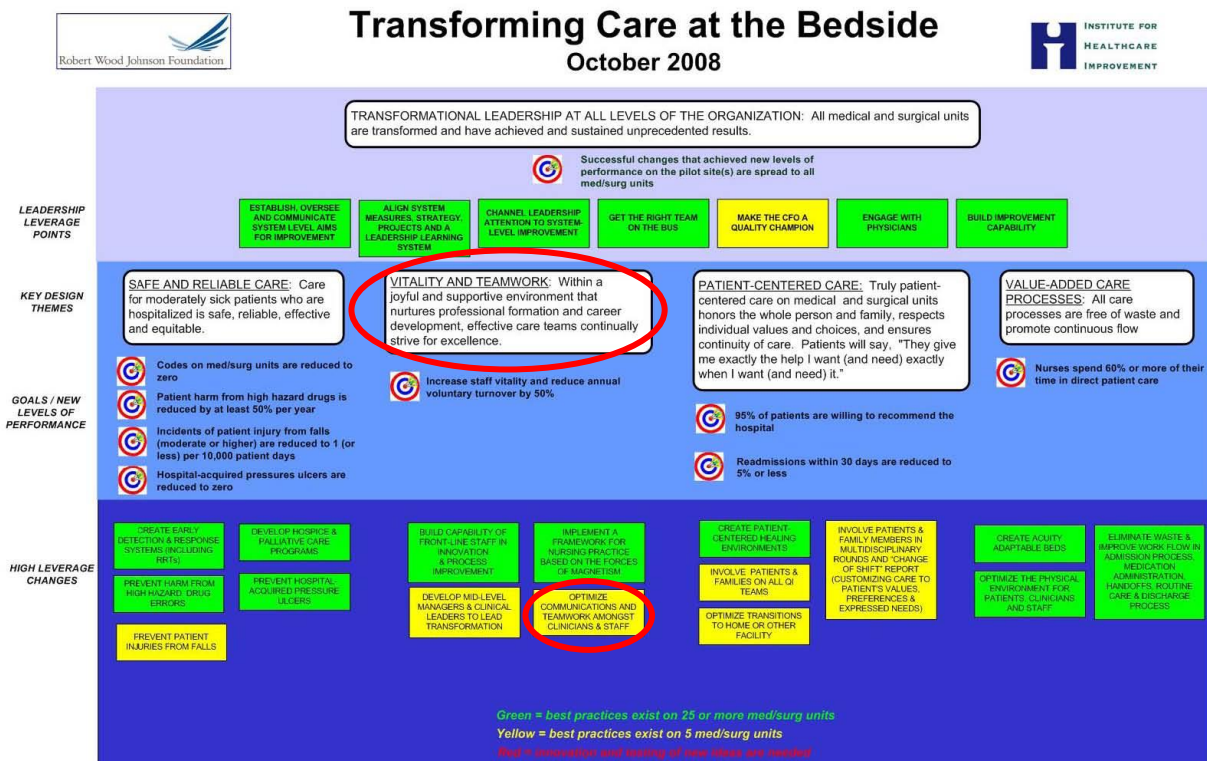 Robert Wood Johnson Foundation
Transforming Care at the Bedside
October 2008
INSTITUTE FOR
HEALTHCARE
IMPROVEMENT
TRANSFORMATIONAL LEADERSHIP AT ALL LEVELS OF THE ORGANIZATION: All medical and surgical units
are transformed and have achieved and sustained unprecedented results.
Successful changes that achieved new levels of
performance on the pilot site(s) are spread to all
med/surg units
LEADERSHIP
LEVERAGE
POINTS
ESTABLISH, OVERSEE
AND COMMUNICATE
SYSTEM LEVEL AIMS
FOR IMPROVEMENT
ALIGN SYSTEM
MEASURES, STRATEGY,
PROJECTS AND A
LEADERSHIP LEARNING
SYSTEM
CHANNEL LEADERSHIP
ATTENTION TO SYSTEM-
LEVEL IMPROVEMENT
GET THE RIGHT TEAM
ON THE BUS
MAKE THE CFO A
QUALITY CHAMPION
ENGAGE WITH
PHYSICIANS
BUILD IMPROVEMENT
CAPABILITY
KEY DESIGN
THEMES
SAFE AND RELIABLE CARE: Care
for moderately sick patients who are
hospitalized is safe, reliable, effective
and equitable.
VITALITY AND TEAMWORK: Within a
joyful and supportive environment that
nurtures professional formation and career
development, effective care teams continually
strive for excellence.
PATIENT-CENTERED CARE: Truly patient-
centered care on medical and surgical units
honors the whole person and family, respects
individual values and choices, and ensures
continuity of care. Patients will say, "They give
me exactly the help I want (and need) exactly
when I want (and need) it."
VALUE-ADDED CARE
PROCESSES: All care
processes are free of waste and
promote continuous flow
GOALS / NEW
LEVELS OF
PERFORMANCE
Codes on med/surg units are reduced to
zero
Patient harm from high hazard drugs is
reduced by at least 50% per year
Incidents of patient injury from falls
(moderate or higher) are reduced to 1 (or
less) per 10,000 patient days
Hospital-acquired pressures ulcers are
reduced to zero
Increase staff vitality and reduce annual
voluntary turnover by 50%
95% of patients are willing to recommend the
hospital
Readmissions within 30 days are reduced to
5% or less
Nurses spend 60% or more of their
time in direct patient care
HIGH LEVERAGE
CHANGES
CREATE EARLY
DETECTION & RESPONSE
SYSTEMS (INCLUDING
RRTs)
DEVELOP HOSPICE &
PALLIATIVE CARE
PROGRAMS
PREVENT HARM FROM
HIGH HAZARD DRUG
ERRORS
PREVENT HOSPITAL-
ACQUIRED PRESSURE
ULCERS
PREVENT PATIENT
INJURIES FROM FALLS
BUILD CAPABILITY OF
FRONT-LINE STAFF IN
INNOVATION
& PROCESS
IMPROVEMENT
IMPLEMENT A
FRAMEWORK FOR
NURSING PRACTICE
BASED ON THE FORCES
OF MAGNETISM
DEVELOP MID-LEVEL
MANAGERS & CLINICAL
LEADERS TO LEAD
TRANSFORMATION
OPTIMIZE
COMMUNICATIONS AND
TEAMWORK AMONGST
CLINICIANS & STAFF
CREATE PATIENT-
CENTERED HEALING
ENVIRONMENTS
INVOLVE PATIENTS &
FAMILIES ON ALL QI
TEAMS
OPTIMIZE TRANSITIONS
TO HOME OR OTHER
FACILITY
INVOLVE PATIENTS &
FAMILY MEMBERS IN
MULTIDISCIPLINARY
ROUNDS AND "CHANGE
OF SHIFT" REPORT
(CUSTOMIZING CARE TO
PATIENT'S VALUES,
PREFERENCES &
EXPRESSED NEEDS)
CREATE ACUITY
ADAPTABLE BEDS
OPTIMIZE THE PHYSICAL
ENVIRONMENT FOR
PATIENTS, CLINICIANS
AND STAFF
ELIMINATE WASTE &
IMPROVE WORK FLOW IN
ADMISSION PROCESS,
MEDICATION
ADMINISTRATION,
HANDOFFS, ROUTINE
CARE & DISCHARGE
PROCESS
Green = best practices exist on 25 or more med/surg units
Yellow = best practices exist on 5 med/surg units
Red = innovation and testing of new ideas are needed